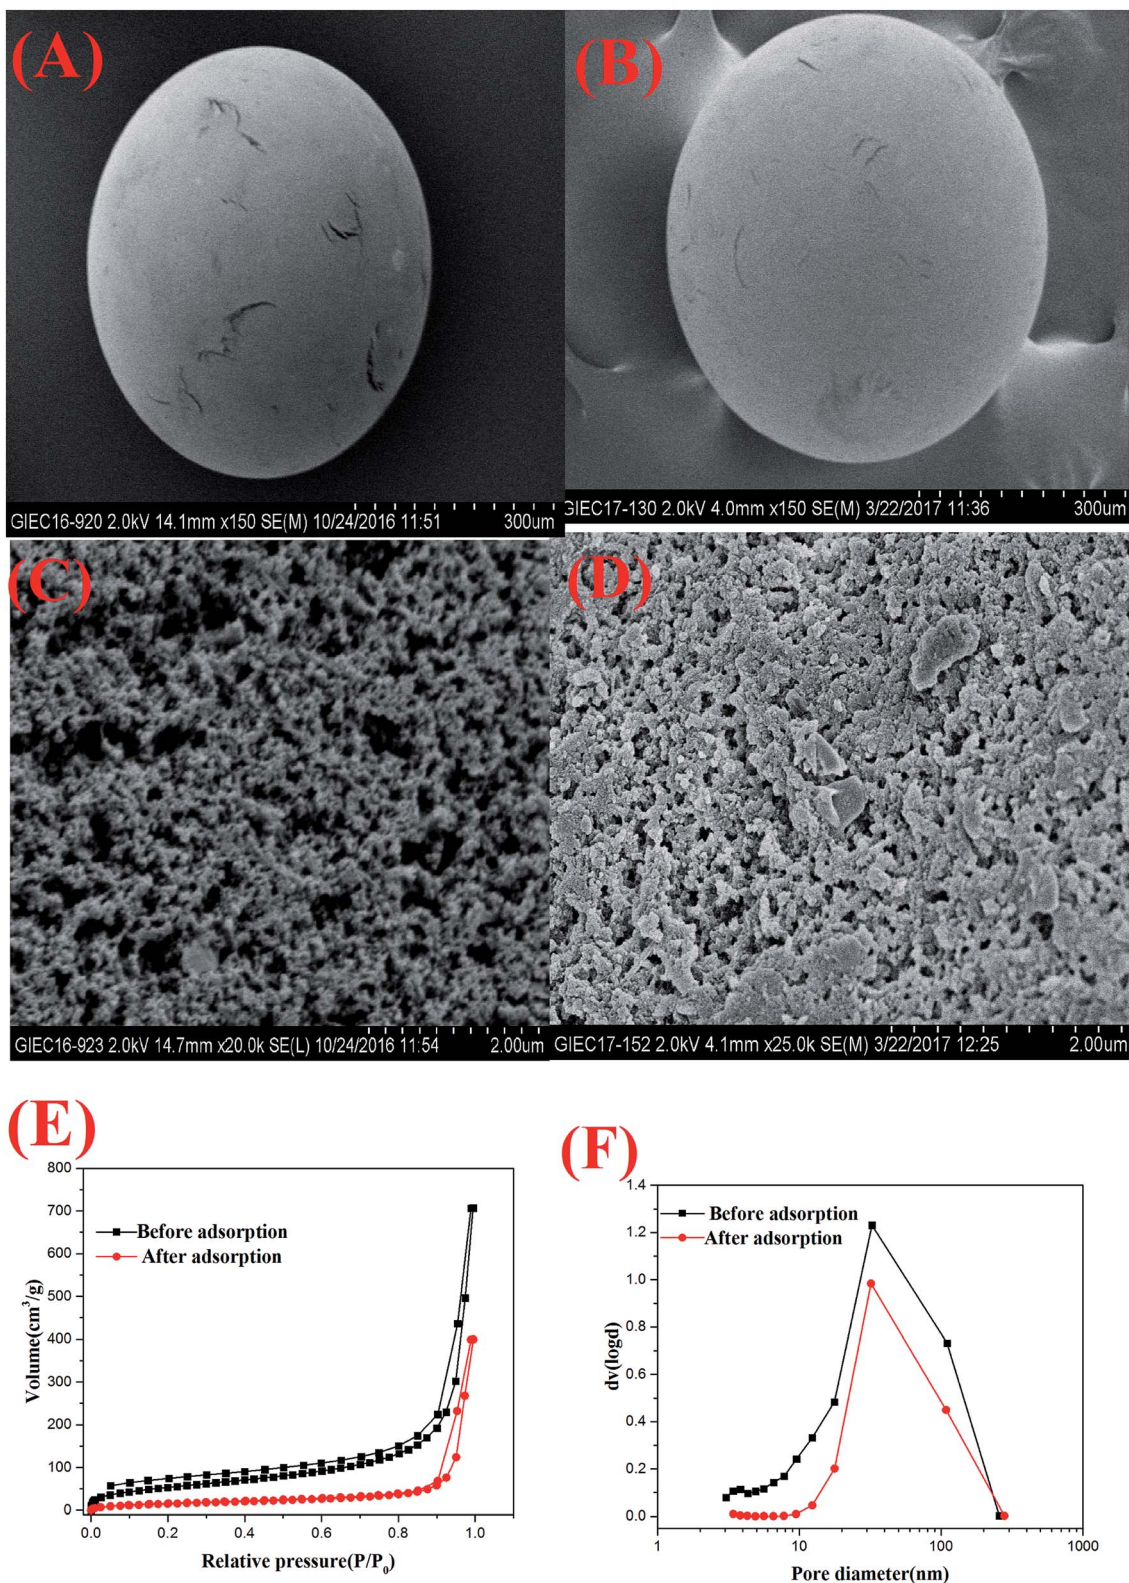 (A)
(B)
GIEC16-920 2.0kV 14.1mm x150 SE(M) 10/24/2016 11:51
300um
GIEC17-130 2.0kV 4.0mm x150 SE(M) 3/22/2017 11:36
300um
(C)
(D)
GIEC16-923 2.0kV 14.7mm x20.0k SE(L) 10/24/2016 11:54
2.00um
GIEC17-152 2.0kV 4.1mm x25.0k SE(M) 3/22/2017 12:25
2.00um
(E)
800
700
600
500
400
300
200
100
0
Volume(cm³/g)
Before adsorption
After adsorption
0.0
0.2
0.4
0.6
0.8
1.0
Relative pressure(P/P₀)
(F)
1.4
1.2
1.0
0.8
0.6
0.4
0.2
0.0
dv(logd)
Before adsorption
After adsorption
1
10
100
1000
Pore diameter(nm)